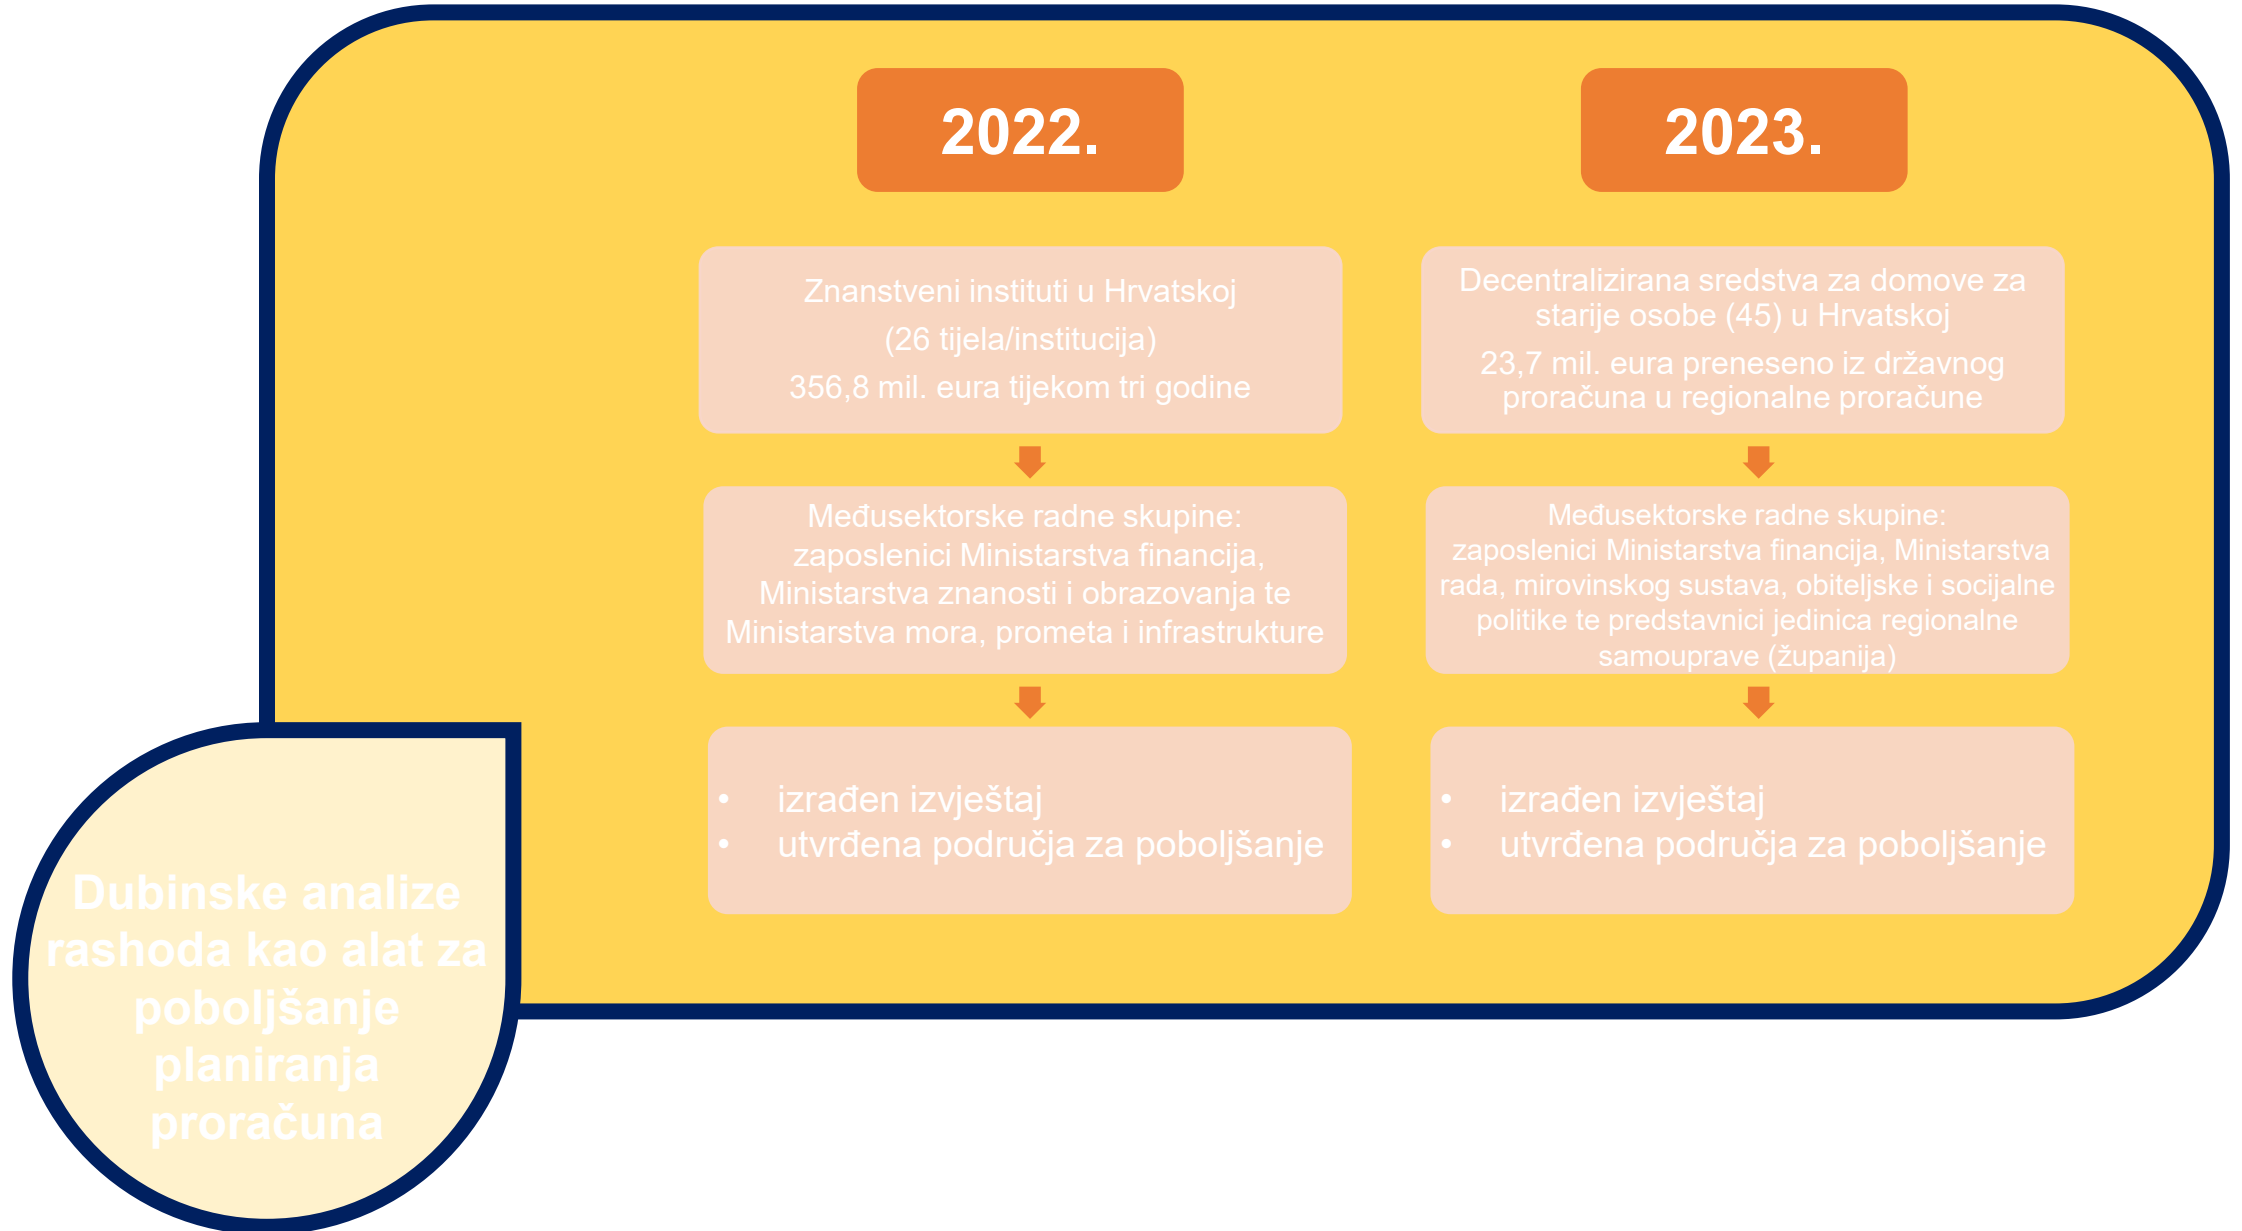 2022.
Znanstveni instituti u Hrvatskoj
(26 tijela/institucija)
356,8 mil. eura tijekom tri godine
Međusektorske radne skupine:
zaposlenici Ministarstva financija,
Ministarstva znanosti i obrazovanja te
Ministarstva mora, prometa i infrastrukture
• izrađen izvještaj
• utvrđena područja za poboljšanje
2023.
Decentralizirana sredstva za domove za
starije osobe (45) u Hrvatskoj
23,7 mil. eura preneseno iz državnog
proračuna u regionalne proračune
Međusektorske radne skupine:
zaposlenici Ministarstva financija, Ministarstva
rada, mirovinskog sustava, obiteljske i socijalne
politike te predstavnici jedinica regionalne
samouprave (županija)
• izrađen izvještaj
• utvrđena područja za poboljšanje
Dubinske analize
rashoda kao alat za
poboljšanje
planiranja
proračuna